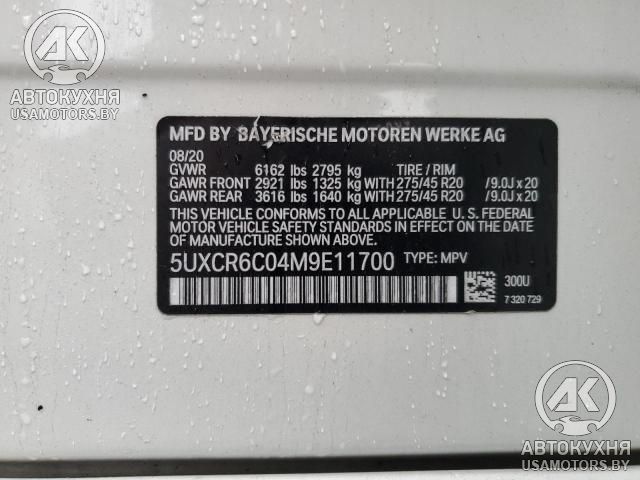 AK
АВТОКУХНЯ
USAMOTORS.BY
MFD BY BAYERISCHE MOTOREN WERKE AG
08/20
GVWR 6162 lbs 2795 kg TIRE / RIM
GAWR FRONT 2921 lbs 1325 kg WITH 275/45 R20 /9.0J x 20
GAWR REAR 3616 lbs 1640 kg WITH 275/45 R20 /9.0J x 20
THIS VEHICLE CONFORMS TO ALL APPLICABLE U. S. FEDERAL
MOTOR VEHICLE SAFETY STANDARDS IN EFFECT ON THE
DATE OF MANUFACTURE SHOWN ABOVE.
5UXCR6C04M9E11700 TYPE: MPV
300U
7 320 729
AK
АВТОКУХНЯ
USAMOTORS.BY